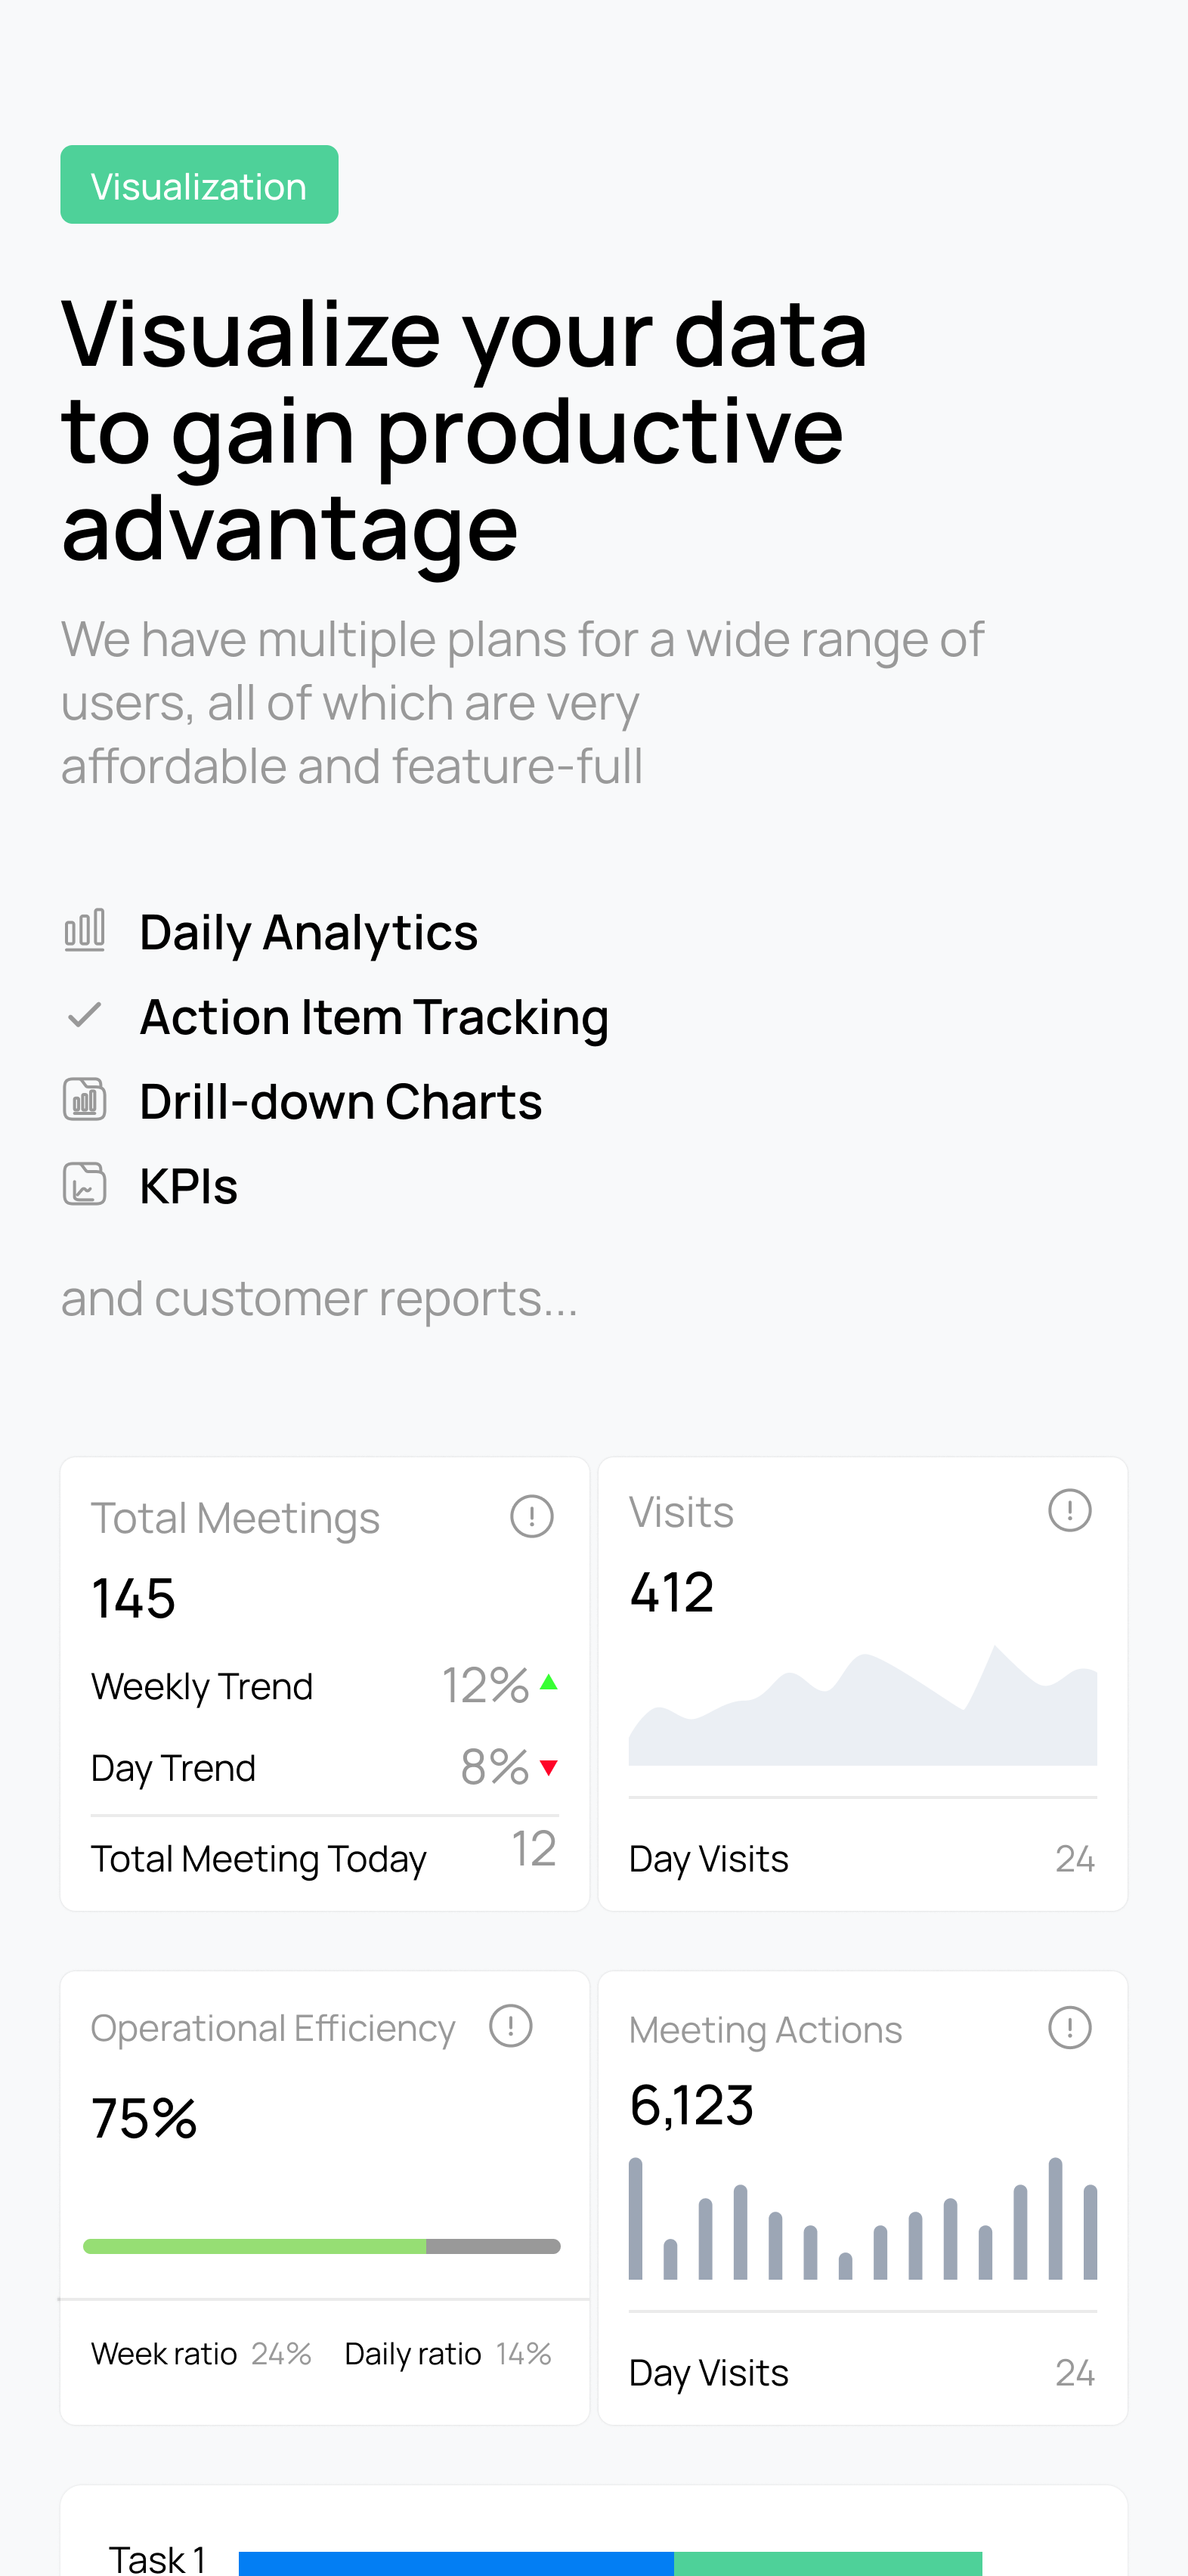 Visualization
Visualize your data
to gain productive
advantage
We have multiple plans for a wide range of
users, all of which are very
affordable and feature-full
Daily Analytics
Action Item Tracking
Drill-down Charts
KPIs
and customer reports...
Total Meetings
145
Weekly Trend 12%
Day Trend 8%
Total Meeting Today 12
Visits
412
Day Visits 24
Operational Efficiency
75%
Week ratio 24% Daily ratio 14%
Meeting Actions
6,123
Day Visits 24
Task 1